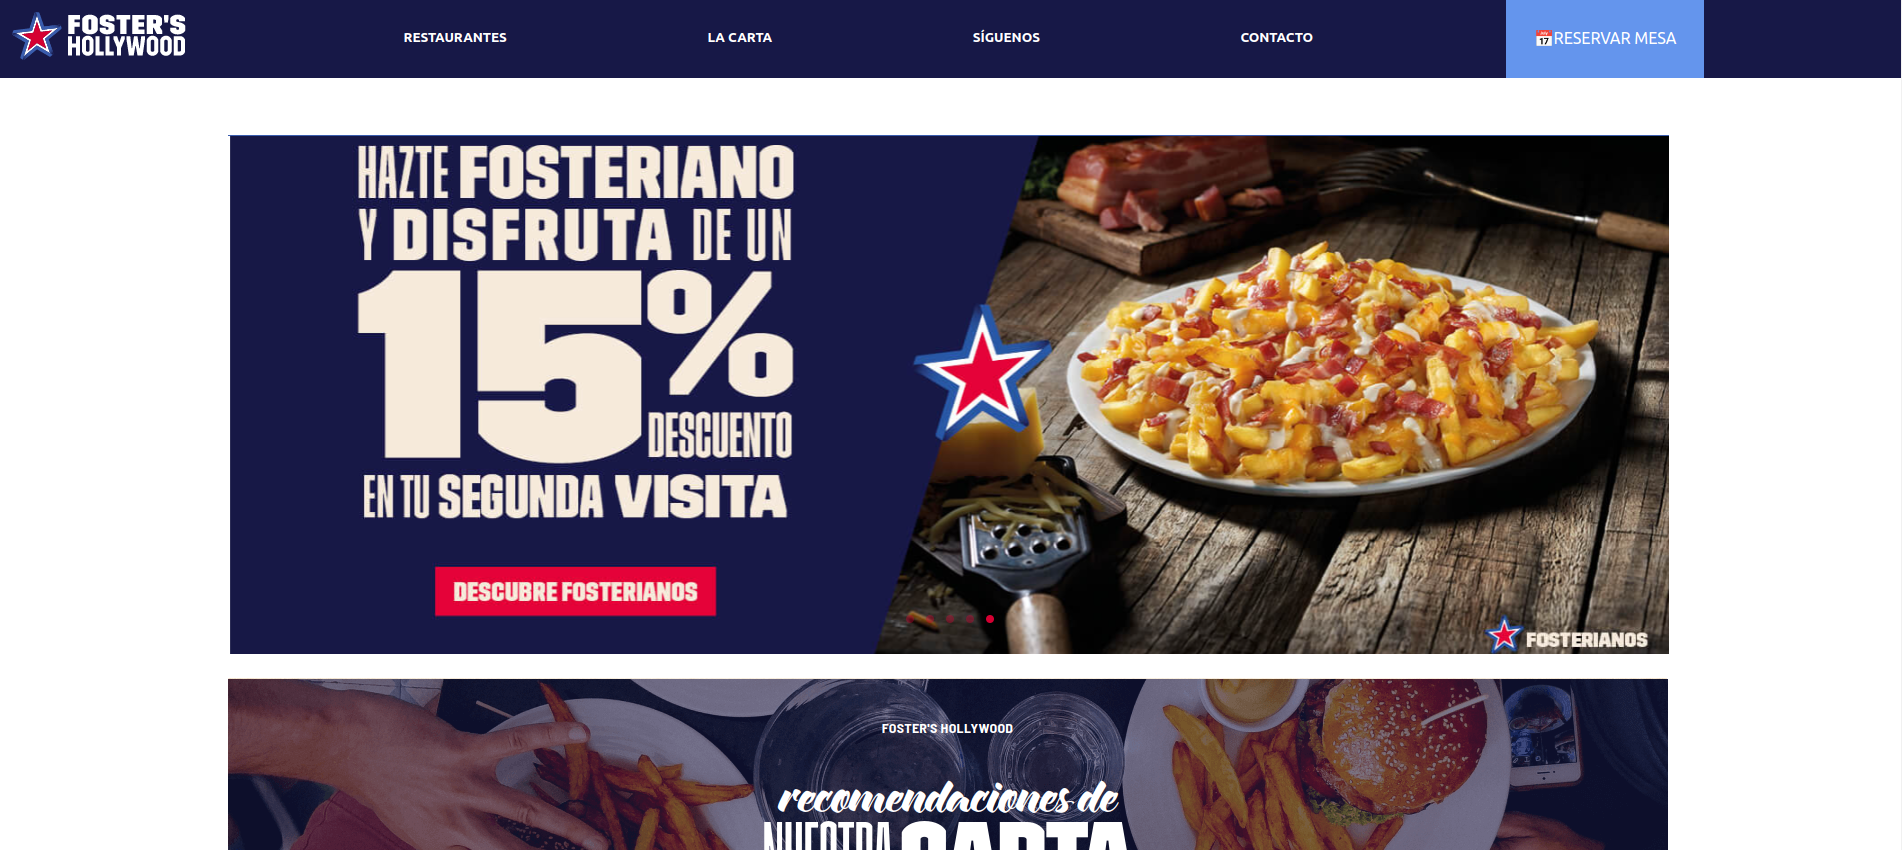 FOSTER'S
HOLLYWOOD
RESTAURANTES
LA CARTA
SÍGUENOS
CONTACTO
📅RESERVAR MESA
HAZTE FOSTERIANO
Y DISFRUTA DE UN
15%
DESCUENTO
EN TU SEGUNDA VISITA
DESCUBRE FOSTERIANOS
FOSTERIANOS
FOSTER'S HOLLYWOOD
recomendaciones de
NUESTRA CARTA